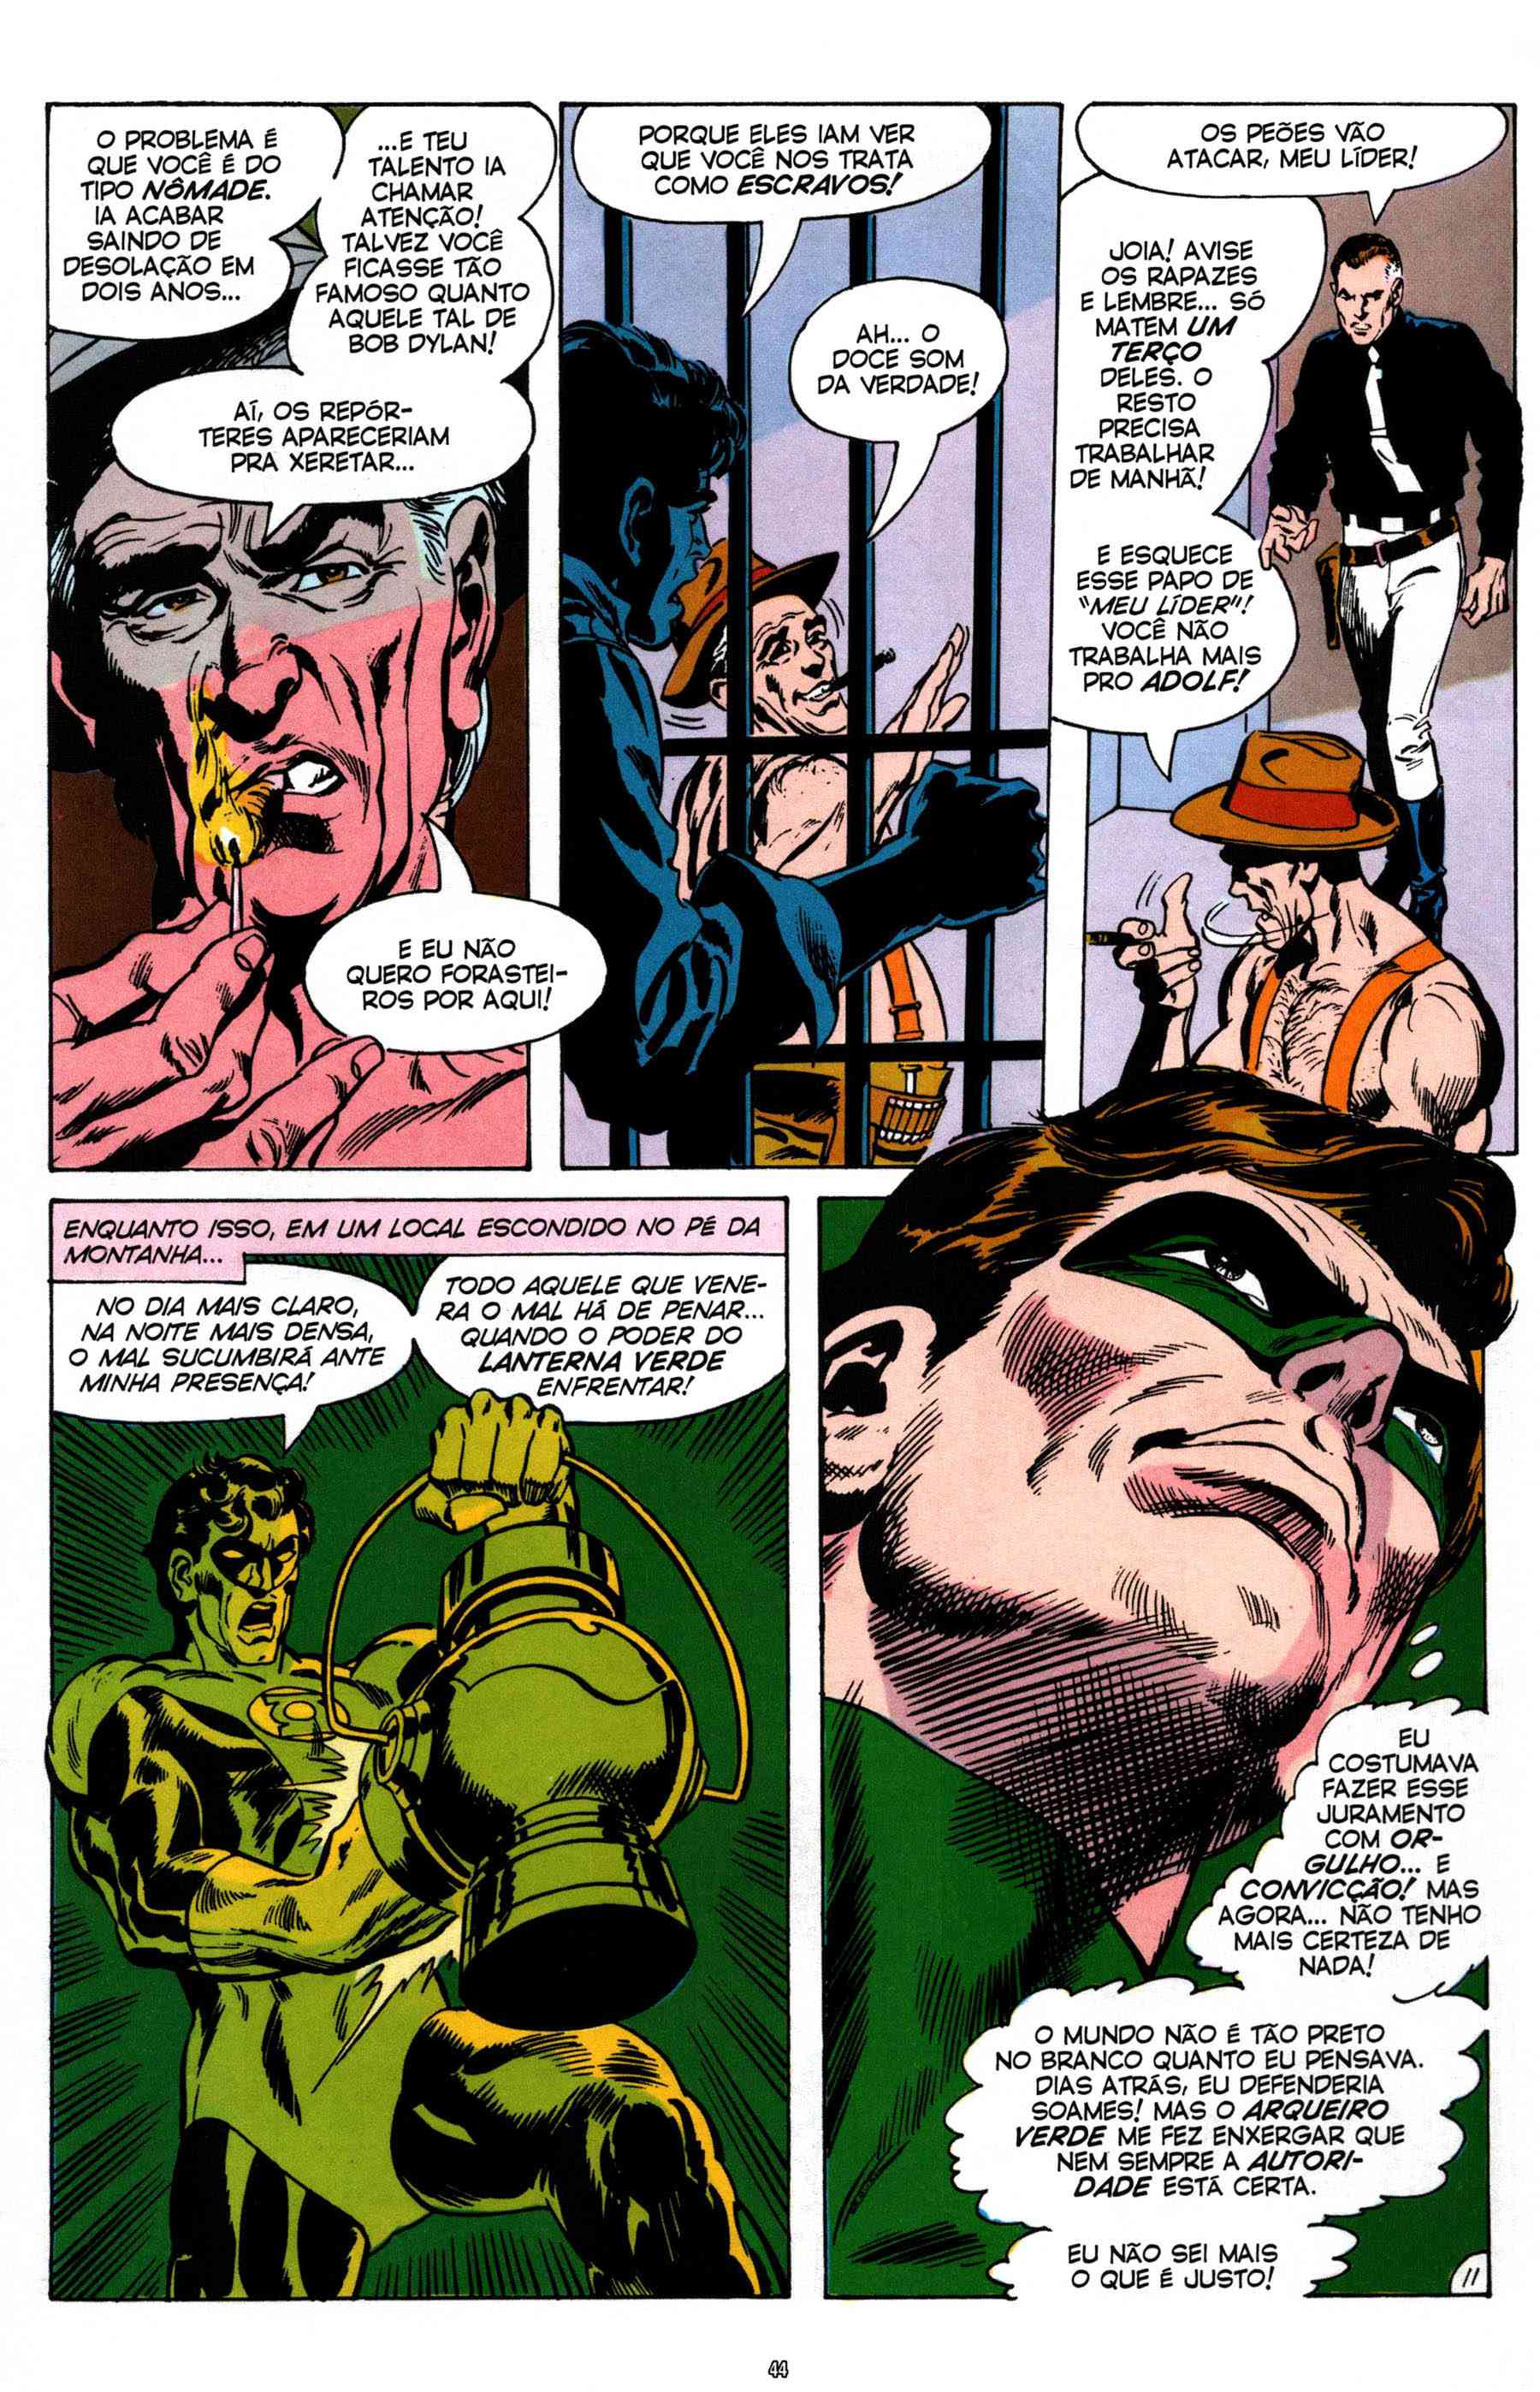 O PROBLEMA É
QUE VOCÊ É DO
TIPO NÔMADE.
IA ACABAR
SAINDO DE
DESOLAÇÃO EM
DOIS ANOS...
...E TEU
TALENTO IA
CHAMAR
ATENÇÃO!
TALVEZ VOCÊ
FICASSE TÃO
FAMOSO QUANTO
AQUELE TAL DE
BOB DYLAN!
AÍ, OS REPÓR-
TERES APARECERIAM
PRA XERETAR...
E EU NÃO
QUERO FORASTEI-
ROS POR AQUI!
PORQUE ELES IAM VER
QUE VOCÊ NOS TRATA
COMO ESCRAVOS!
AH... O
DOCE SOM
DA VERDADE!
OS PEÕES VÃO
ATACAR, MEU LÍDER!
JOIA! AVISE
OS RAPAZES
E LEMBRE... SÓ
MATEM UM
TERÇO
DELES. O
RESTO
PRECISA
TRABALHAR
DE MANHÃ!
E ESQUECE
ESSE PAPO DE
"MEU LÍDER"!
VOCÊ NÃO
TRABALHA MAIS
PRO ADOLF!
ENQUANTO ISSO, EM UM LOCAL ESCONDIDO NO PÉ DA
MONTANHA...
NO DIA MAIS CLARO,
NA NOITE MAIS DENSA,
O MAL SUCUMBIRÁ ANTE
MINHA PRESENÇA!
TODO AQUELE QUE VENE-
RA O MAL HÁ DE PENAR...
QUANDO O PODER DO
LANTERNA VERDE
ENFRENTAR!
EU
COSTUMAVA
FAZER ESSE
JURAMENTO
COM OR-
GULHO... E
CONVICÇÃO! MAS
AGORA... NÃO TENHO
MAIS CERTEZA DE
NADA!
O MUNDO NÃO É TÃO PRETO
NO BRANCO QUANTO EU PENSAVA.
DIAS ATRÁS, EU DEFENDERIA
SOAMES! MAS O ARQUEIRO
VERDE ME FEZ ENXERGAR QUE
NEM SEMPRE A AUTORI-
DADE ESTÁ CERTA.
EU NÃO SEI MAIS
O QUE É JUSTO!
11
44